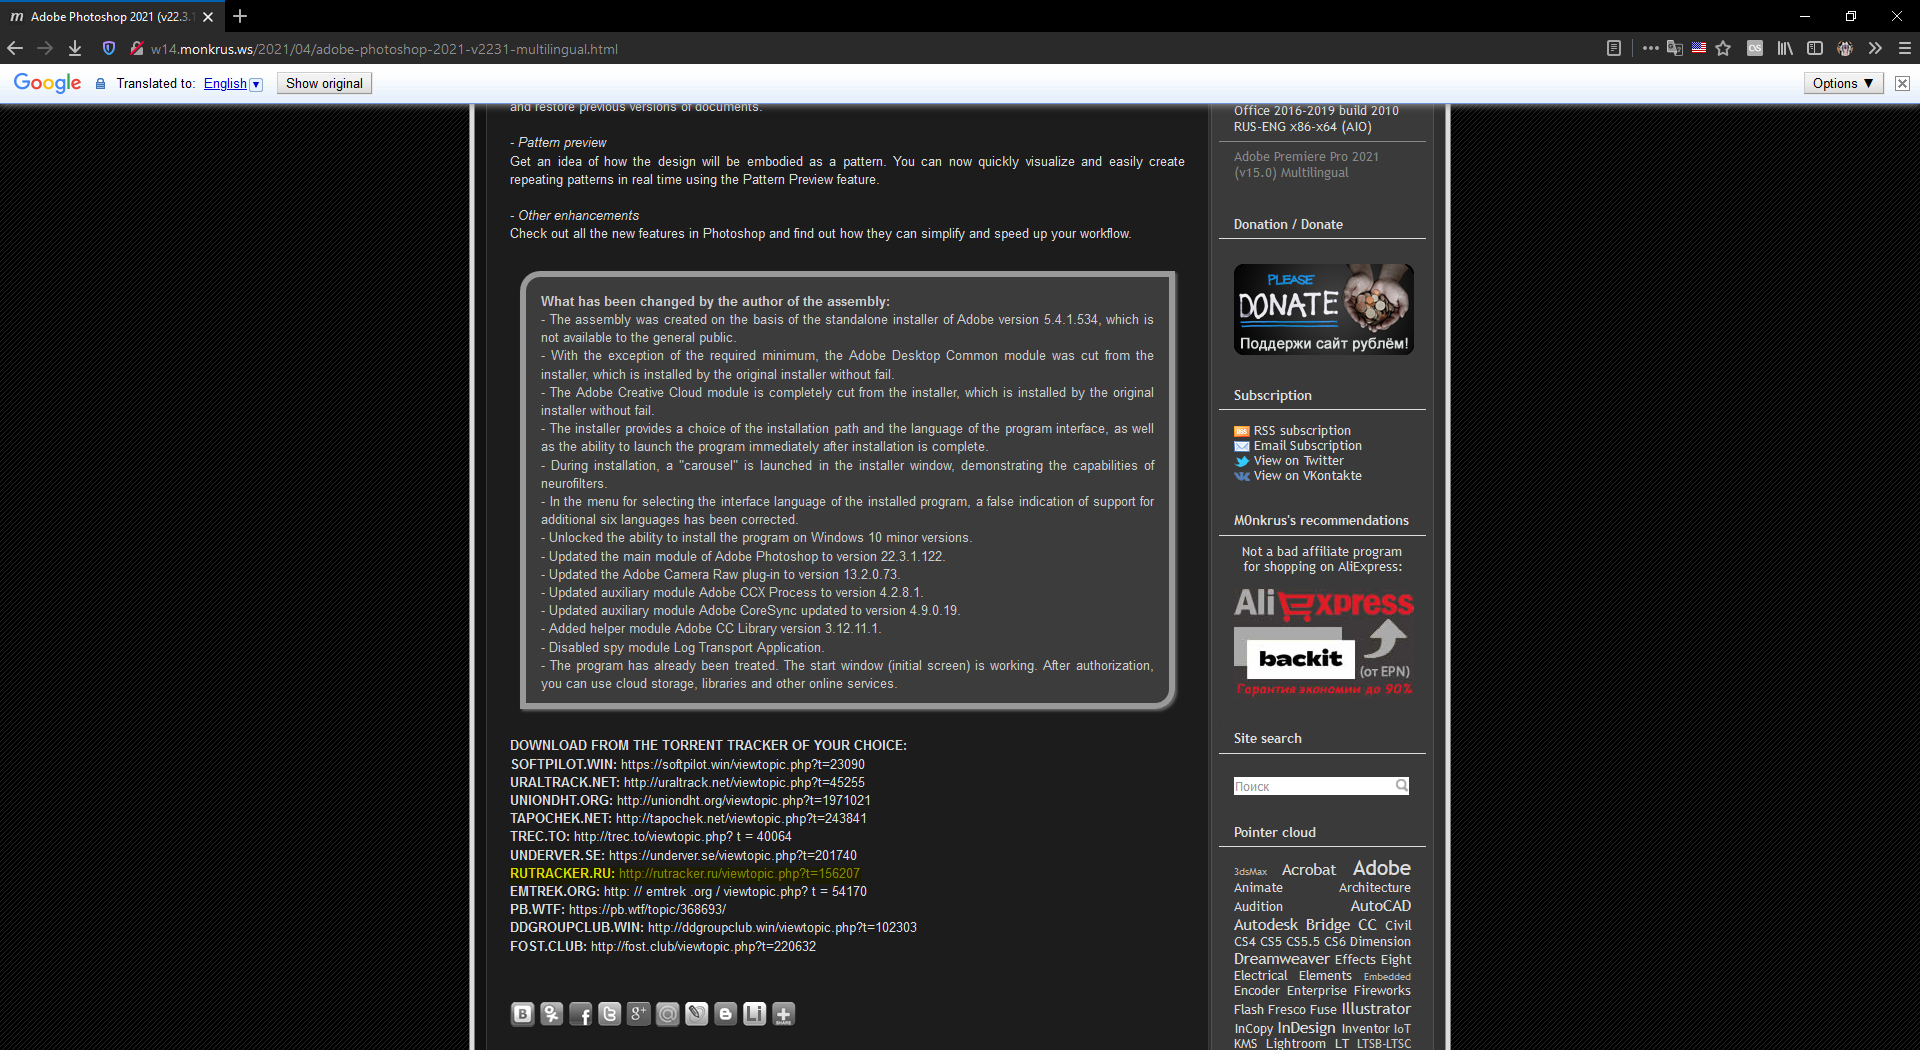 m Adobe Photoshop 2021 (v22.3.1
w14.monkrus.ws/2021/04/adobe-photoshop-2021-v2231-multilingual.html
Google Translated to: English Show original Options ▼
and restore previous versions of documents.
- Pattern preview
Get an idea of how the design will be embodied as a pattern. You can now quickly visualize and easily create
repeating patterns in real time using the Pattern Preview feature.
- Other enhancements
Check out all the new features in Photoshop and find out how they can simplify and speed up your workflow.
What has been changed by the author of the assembly:
- The assembly was created on the basis of the standalone installer of Adobe version 5.4.1.534, which is
not available to the general public.
- With the exception of the required minimum, the Adobe Desktop Common module was cut from the
installer, which is installed by the original installer without fail.
- The Adobe Creative Cloud module is completely cut from the installer, which is installed by the original
installer without fail.
- The installer provides a choice of the installation path and the language of the program interface, as well
as the ability to launch the program immediately after installation is complete.
- During installation, a "carousel" is launched in the installer window, demonstrating the capabilities of
neurofilters.
- In the menu for selecting the interface language of the installed program, a false indication of support for
additional six languages has been corrected.
- Unlocked the ability to install the program on Windows 10 minor versions.
- Updated the main module of Adobe Photoshop to version 22.3.1.122.
- Updated the Adobe Camera Raw plug-in to version 13.2.0.73.
- Updated auxiliary module Adobe CCX Process to version 4.2.8.1.
- Updated auxiliary module Adobe CoreSync updated to version 4.9.0.19.
- Added helper module Adobe CC Library version 3.12.11.1.
- Disabled spy module Log Transport Application.
- The program has already been treated. The start window (initial screen) is working. After authorization,
you can use cloud storage, libraries and other online services.
DOWNLOAD FROM THE TORRENT TRACKER OF YOUR CHOICE:
SOFTPILOT.WIN: https://softpilot.win/viewtopic.php?t=23090
URALTRACK.NET: http://uraltrack.net/viewtopic.php?t=45255
UNIONDHT.ORG: http://uniondht.org/viewtopic.php?t=1971021
TAPOCHEK.NET: http://tapochek.net/viewtopic.php?t=243841
TREC.TO: http://trec.to/viewtopic.php? t = 40064
UNDERVER.SE: https://underver.se/viewtopic.php?t=201740
RUTRACKER.RU: http://rutracker.ru/viewtopic.php?t=156207
EMTREK.ORG: http: // emtrek .org / viewtopic.php? t = 54170
PB.WTF: https://pb.wtf/topic/368693/
DDGROUPCLUB.WIN: http://ddgroupclub.win/viewtopic.php?t=102303
FOST.CLUB: http://fost.club/viewtopic.php?t=220632
Office 2016-2019 build 2010
RUS-ENG x86-x64 (AIO)
Adobe Premiere Pro 2021
(v15.0) Multilingual
Donation / Donate
PLEASE
DONATE
Поддержи сайт рублём!
Subscription
RSS subscription
Email Subscription
View on Twitter
View on VKontakte
M0nkrus's recommendations
Not a bad affiliate program
for shopping on AliExpress:
AliExpress
backit
(от EPN)
Гарантия экономии до 90%
Site search
Поиск
Pointer cloud
3dsMax Acrobat Adobe
Animate Architecture
Audition AutoCAD
Autodesk Bridge CC Civil
CS4 CS5 CS5.5 CS6 Dimension
Dreamweaver Effects Eight
Electrical Elements Embedded
Encoder Enterprise Fireworks
Flash Fresco Fuse Illustrator
InCopy InDesign Inventor IoT
KMS Lightroom LT LTSB-LTSC